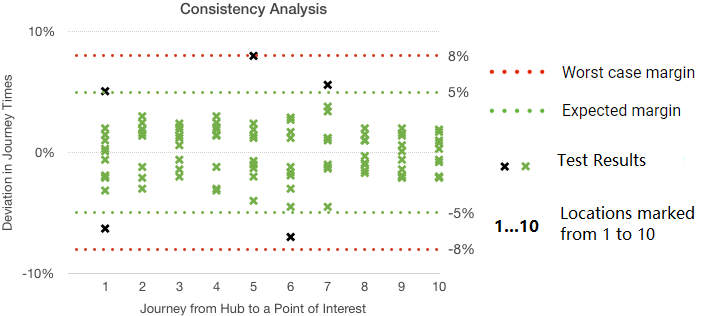 Consistency Analysis
10%
8%
5%
0%
-5%
-8%
-10%
Deviation in Journey Times
1 2 3 4 5 6 7 8 9 10
Journey from Hub to a Point of Interest
Worst case margin
Expected margin
Test Results
1...10 Locations marked
from 1 to 10